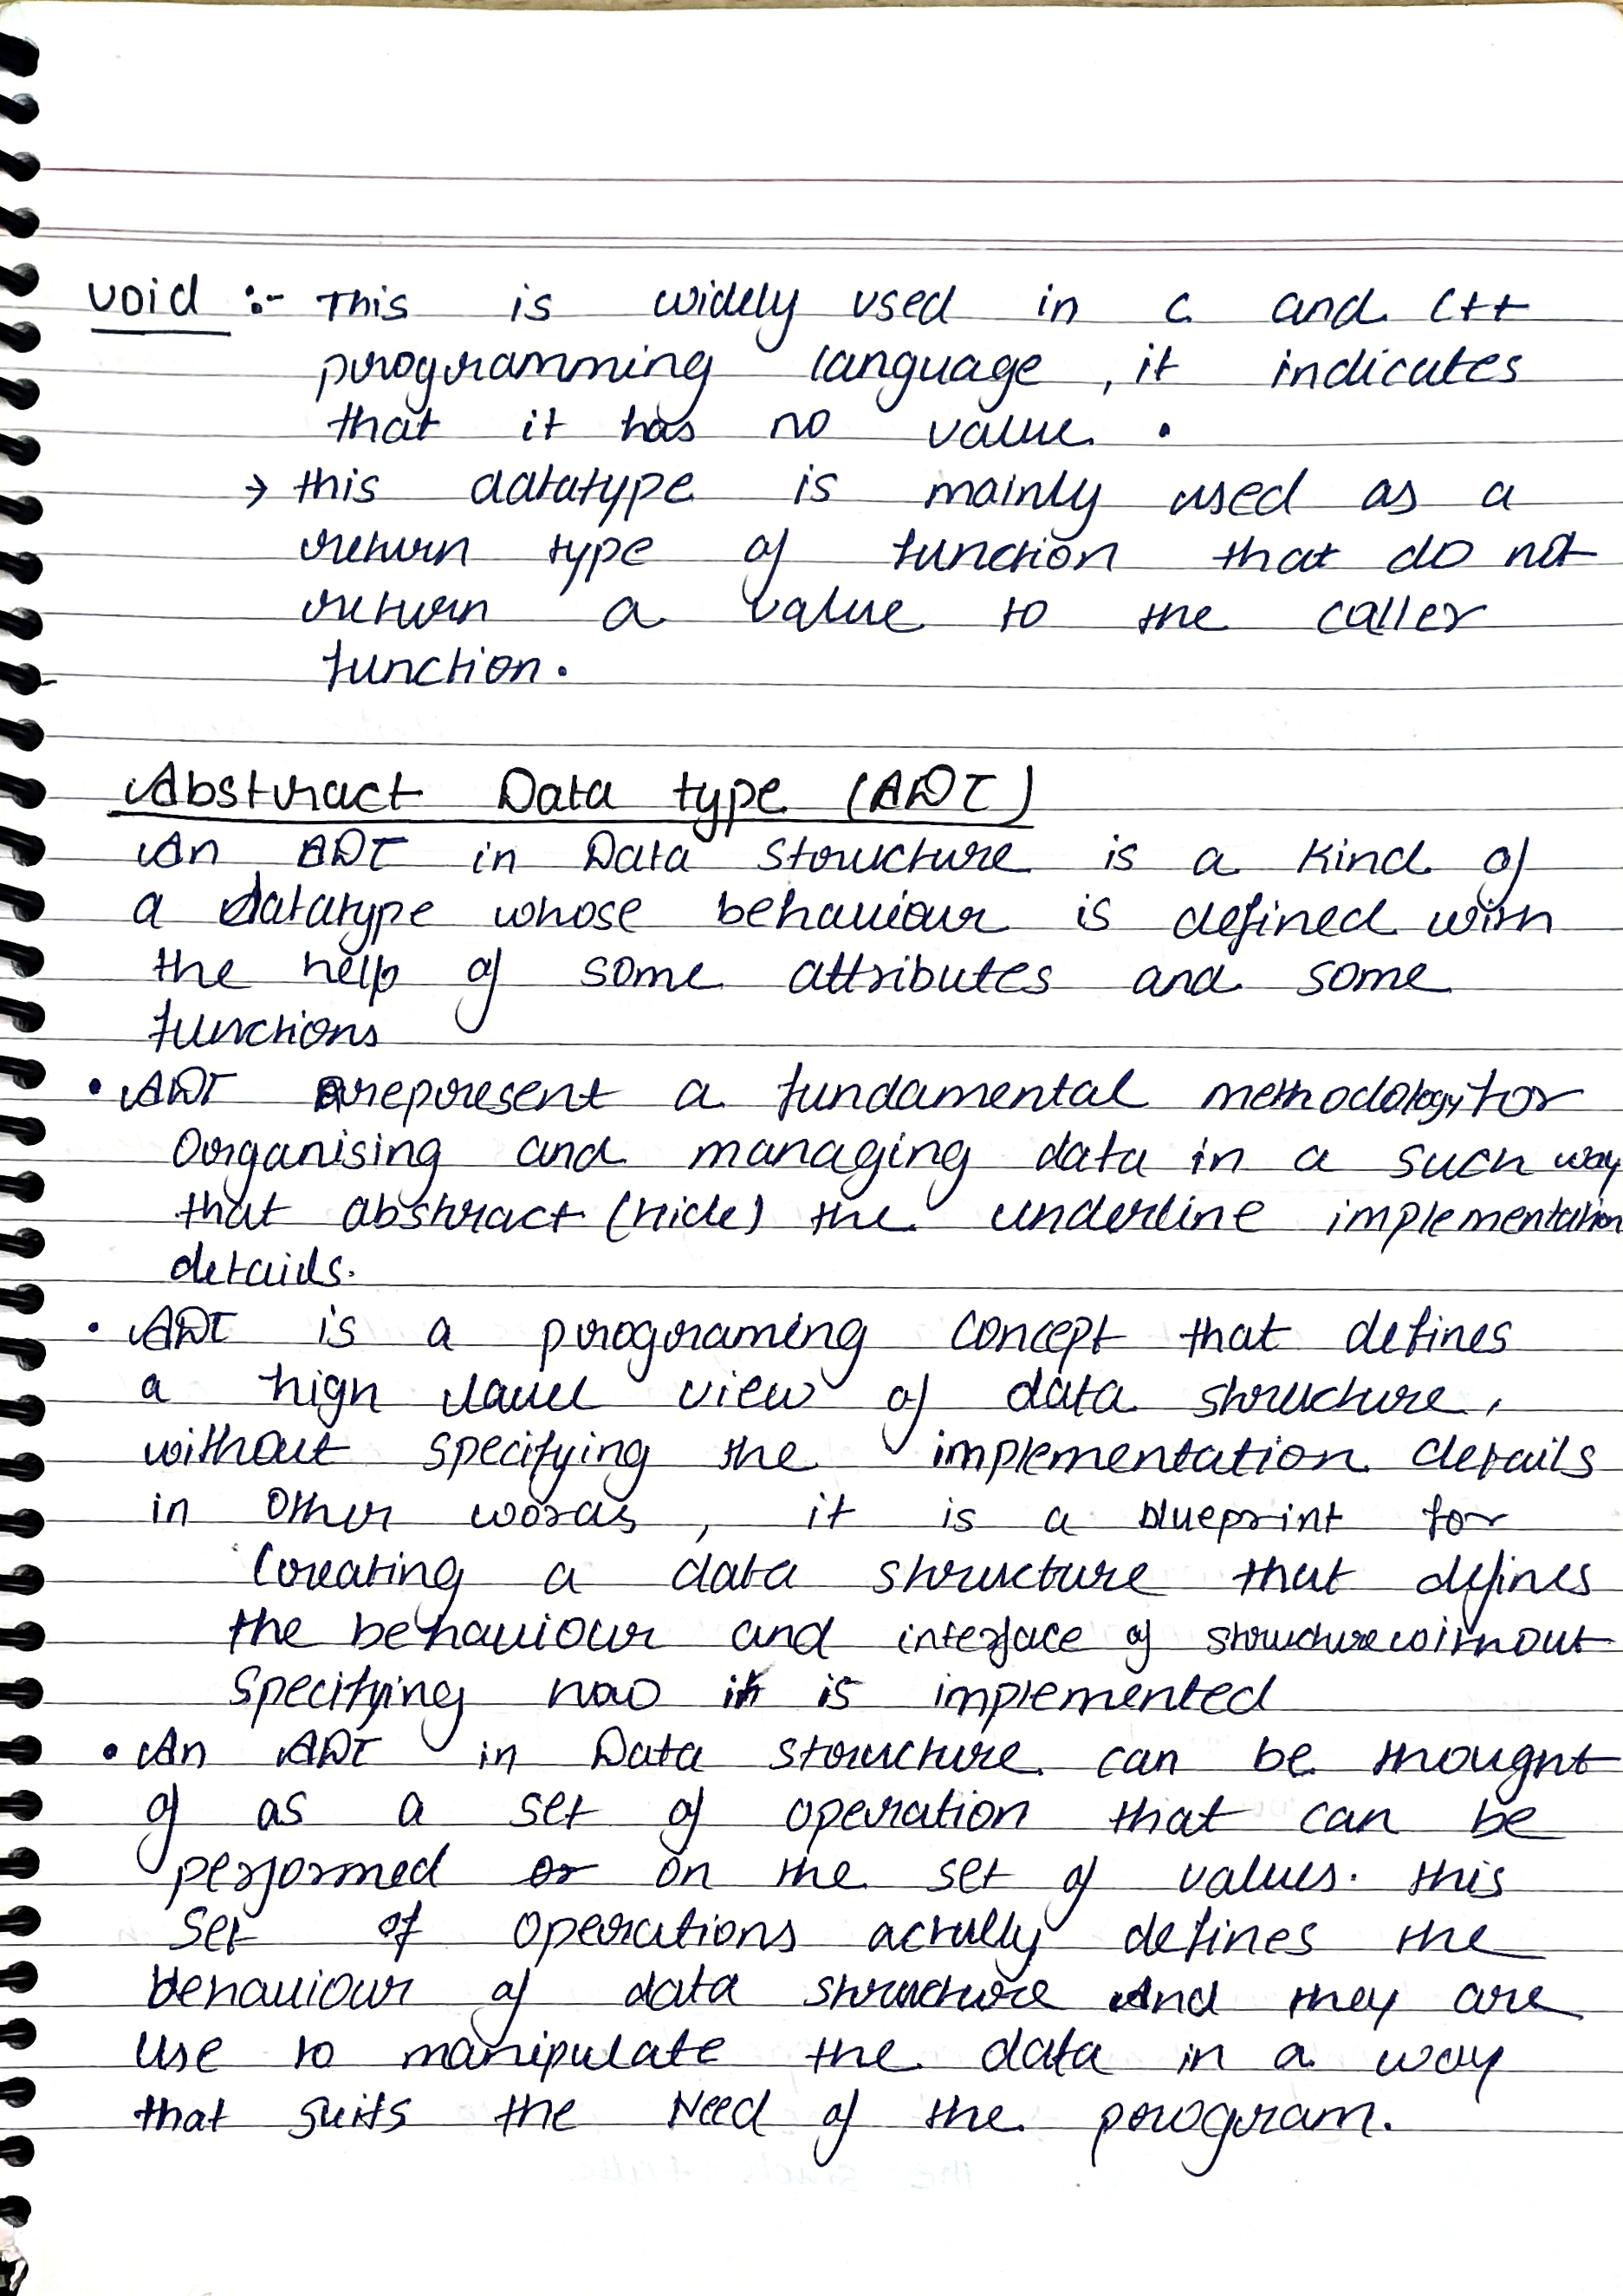 void :- This is widely used in C and C++
programming language, it indicates
that it has no value.
→ this datatype is mainly used as a
return type of function that do not
return a value to the caller
function.
Abstract Data type (ADT)
An ADT in Data Structure is a kind of
a datatype whose behaviour is defined with
the help of some attributes and some
functions
• ADT represent a fundamental methodology for
Organising and managing data in a such way
that abstract (hide) the underline implementation
details.
• ADT is a programing concept that defines
a high level view of data structure,
without specifying the implementation details
in other words, it is a blueprint for
Creating a data structure that defines
the behaviour and interface of structure without
Specifying how it is implemented
• An ADT in Data structure can be thought
of as a set of operation that can be
performed or on the set of values. this
Set of operations actully defines the
behaviour of data structure And they are
use to manipulate the data in a way
that suits the Need of the program.